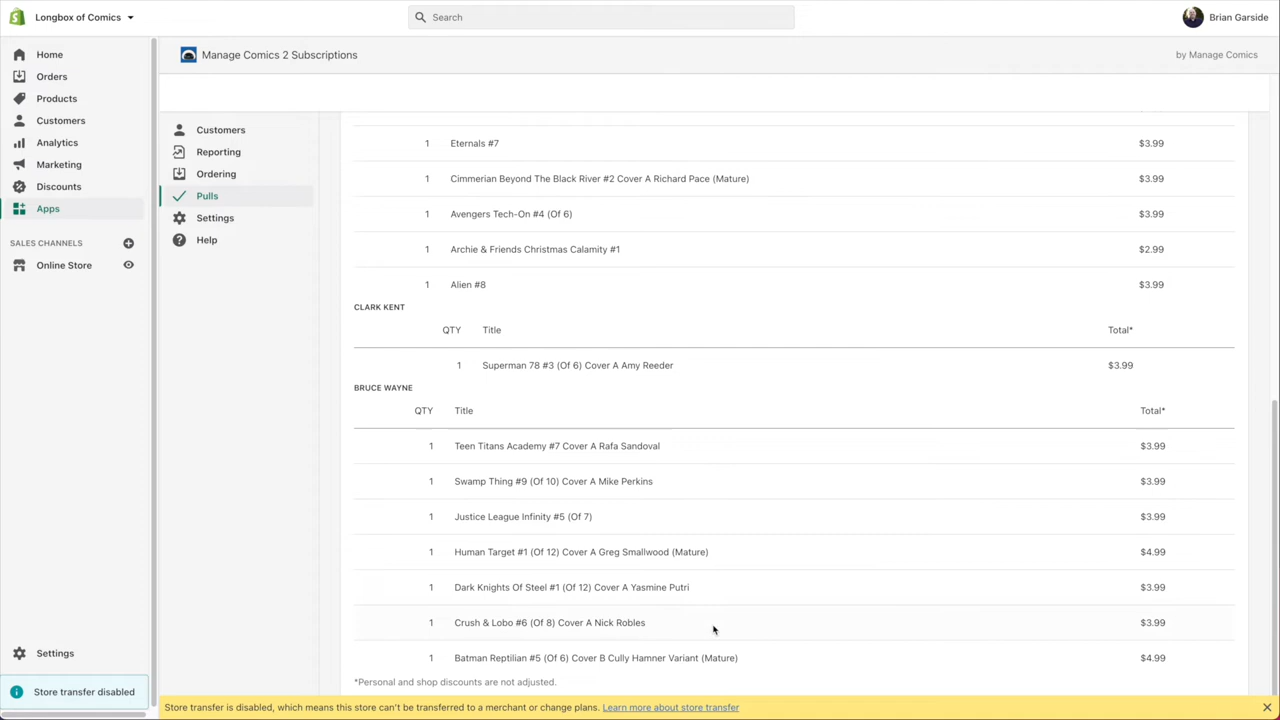 Longbox of Comics
Search
Brian Garside
Home
Orders
Products
Customers
Analytics
Marketing
Discounts
Apps
SALES CHANNELS
Online Store
Settings
Store transfer disabled
Manage Comics 2 Subscriptions
by Manage Comics
Customers
Reporting
Ordering
Pulls
Settings
Help
1 Eternals #7 $3.99
1 Cimmerian Beyond The Black River #2 Cover A Richard Pace (Mature) $3.99
1 Avengers Tech-On #4 (Of 6) $3.99
1 Archie & Friends Christmas Calamity #1 $2.99
1 Alien #8 $3.99
CLARK KENT
QTY Title Total*
1 Superman 78 #3 (Of 6) Cover A Amy Reeder $3.99
BRUCE WAYNE
QTY Title Total*
1 Teen Titans Academy #7 Cover A Rafa Sandoval $3.99
1 Swamp Thing #9 (Of 10) Cover A Mike Perkins $3.99
1 Justice League Infinity #5 (Of 7) $3.99
1 Human Target #1 (Of 12) Cover A Greg Smallwood (Mature) $4.99
1 Dark Knights Of Steel #1 (Of 12) Cover A Yasmine Putri $3.99
1 Crush & Lobo #6 (Of 8) Cover A Nick Robles $3.99
1 Batman Reptilian #5 (Of 6) Cover B Cully Hamner Variant (Mature) $4.99
*Personal and shop discounts are not adjusted.
Store transfer is disabled, which means this store can't be transferred to a merchant or change plans. Learn more about store transfer